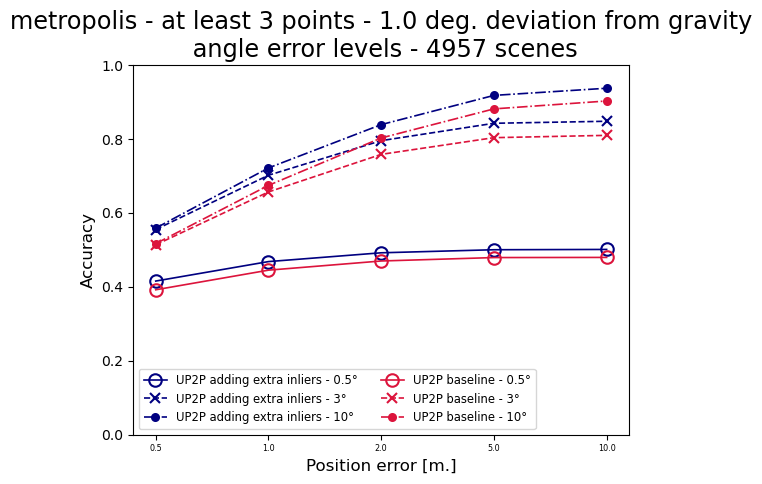 metropolis - at least 3 points - 1.0 deg. deviation from gravity
angle error levels - 4957 scenes
1.0
0.8
0.6
0.4
0.2
0.0
Accuracy
UP2P adding extra inliers - 0.5° UP2P baseline - 0.5°
UP2P adding extra inliers - 3° UP2P baseline - 3°
UP2P adding extra inliers - 10° UP2P baseline - 10°
0.5 1.0 2.0 5.0 10.0
Position error [m.]